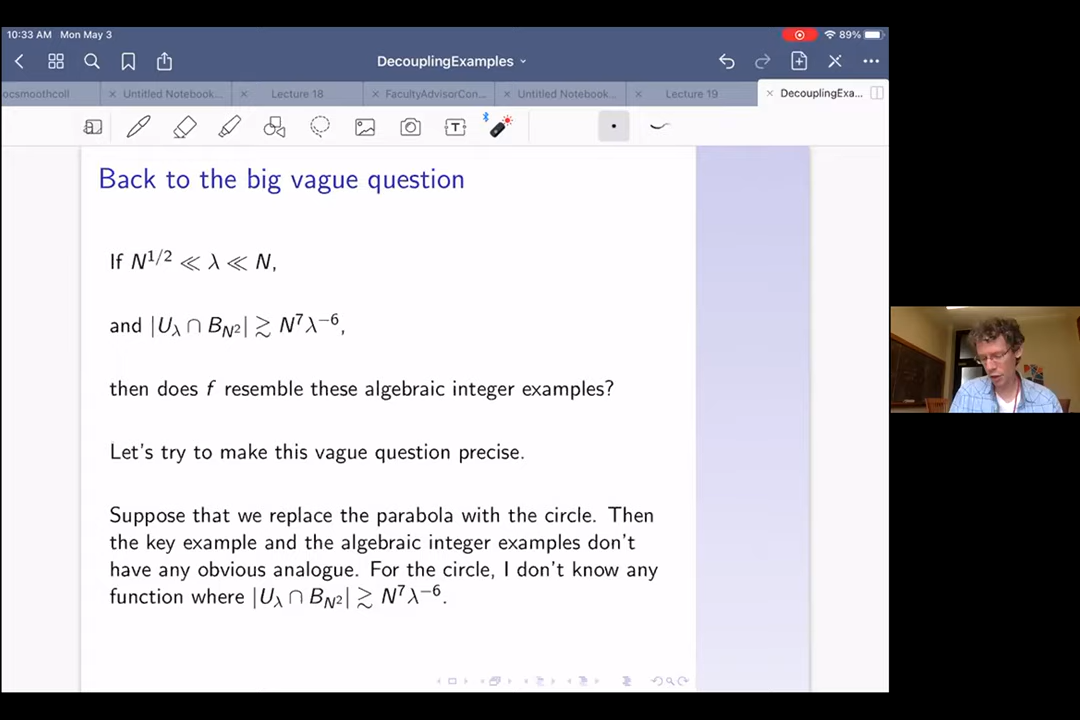 10:33 AM Mon May 3
89%
DecouplingExamples
ocsmoothcoll
Untitled Notebook...
Lecture 18
FacultyAdvisorCon...
Untitled Notebook...
Lecture 19
DecouplingExa...
T
Back to the big vague question
If N^{1/2} ≪ λ ≪ N,
and |U_λ ∩ B_{N^2}| ⪆ N^7 λ^{-6},
then does f resemble these algebraic integer examples?
Let's try to make this vague question precise.
Suppose that we replace the parabola with the circle. Then
the key example and the algebraic integer examples don't
have any obvious analogue. For the circle, I don't know any
function where |U_λ ∩ B_{N^2}| ⪆ N^7 λ^{-6}.